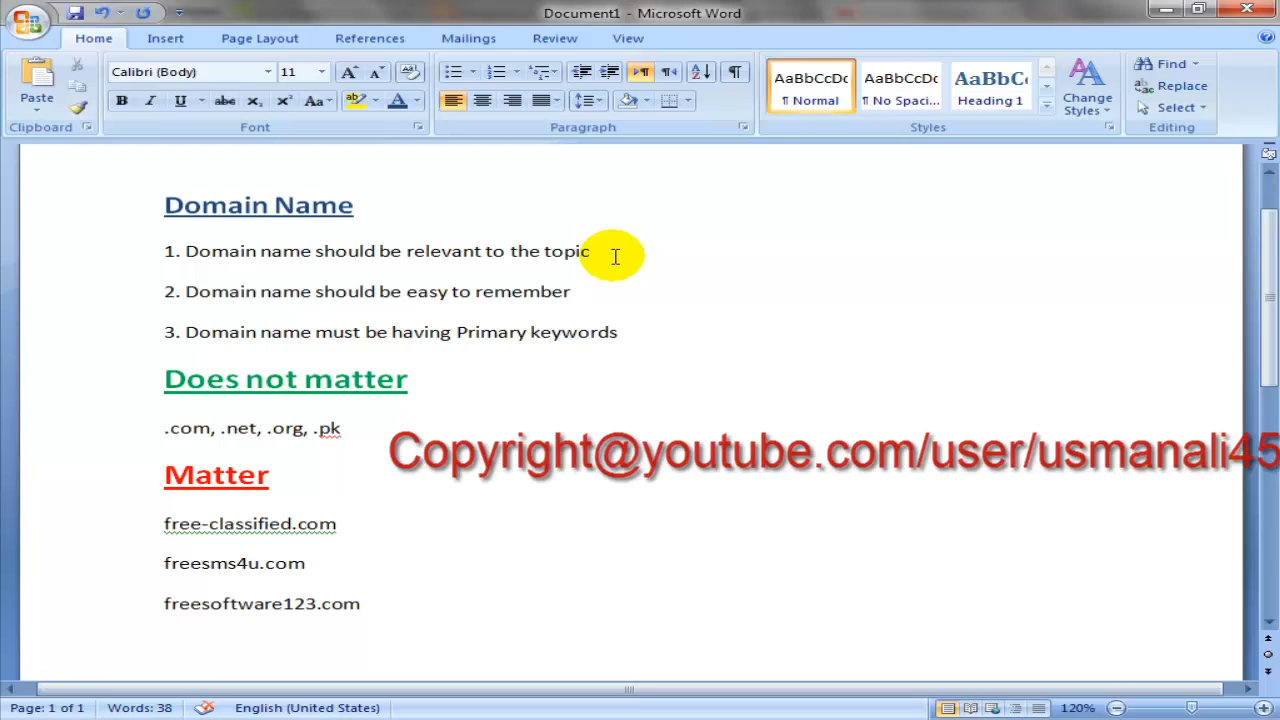 Document1 - Microsoft Word
Home Insert Page Layout References Mailings Review View
Calibri (Body) 11 Find
Paste Replace
AaBbCcDc AaBbCcDc AaBbC
¶ Normal ¶ No Spaci... Heading 1 Change Styles Select
Clipboard Font Paragraph Styles Editing
Domain Name
1. Domain name should be relevant to the topic
2. Domain name should be easy to remember
3. Domain name must be having Primary keywords
Does not matter
.com, .net, .org, .pk
Copyright@youtube.com/user/usmanali45
Matter
free-classified.com
freesms4u.com
freesoftware123.com
Page: 1 of 1 Words: 38 English (United States) 120%